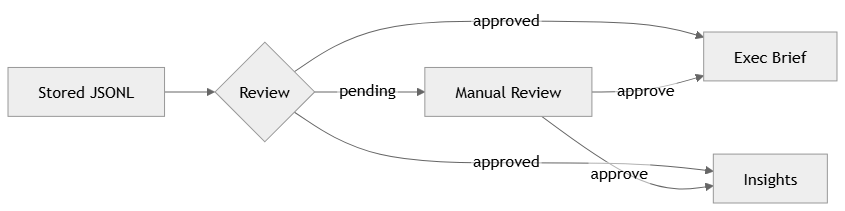 approved
Exec Brief
Stored JSONL
Review
pending
Manual Review
approve
approved
approve
Insights